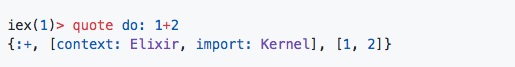 iex(1)> quote do: 1+2
{:+, [context: Elixir, import: Kernel], [1, 2]}